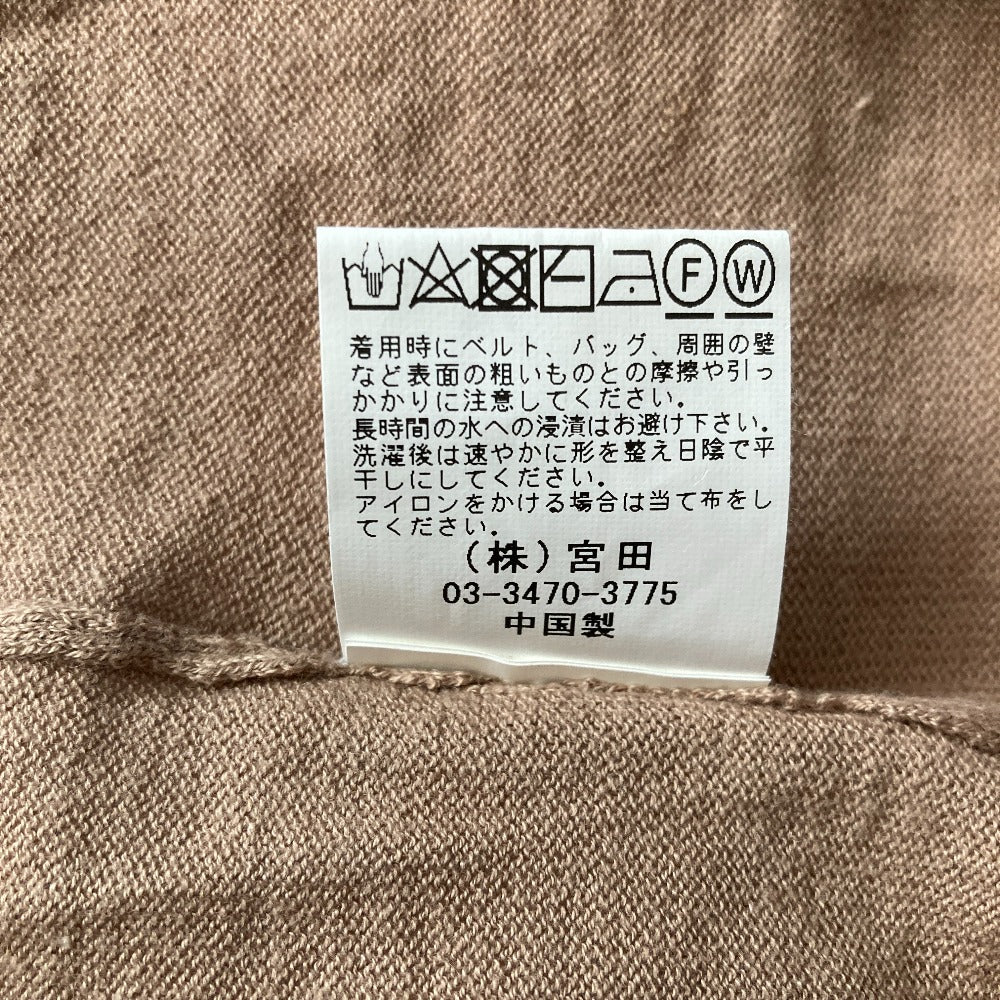 F W
着用時にベルト、バッグ、周囲の壁
など表面の粗いものとの摩擦や引っ
かかりに注意してください。
長時間の水への浸漬はお避け下さい。
洗濯後は速やかに形を整え日陰で平
干しにしてください。
アイロンをかける場合は当て布をし
てください。
(株)宮田
03-3470-3775
中国製